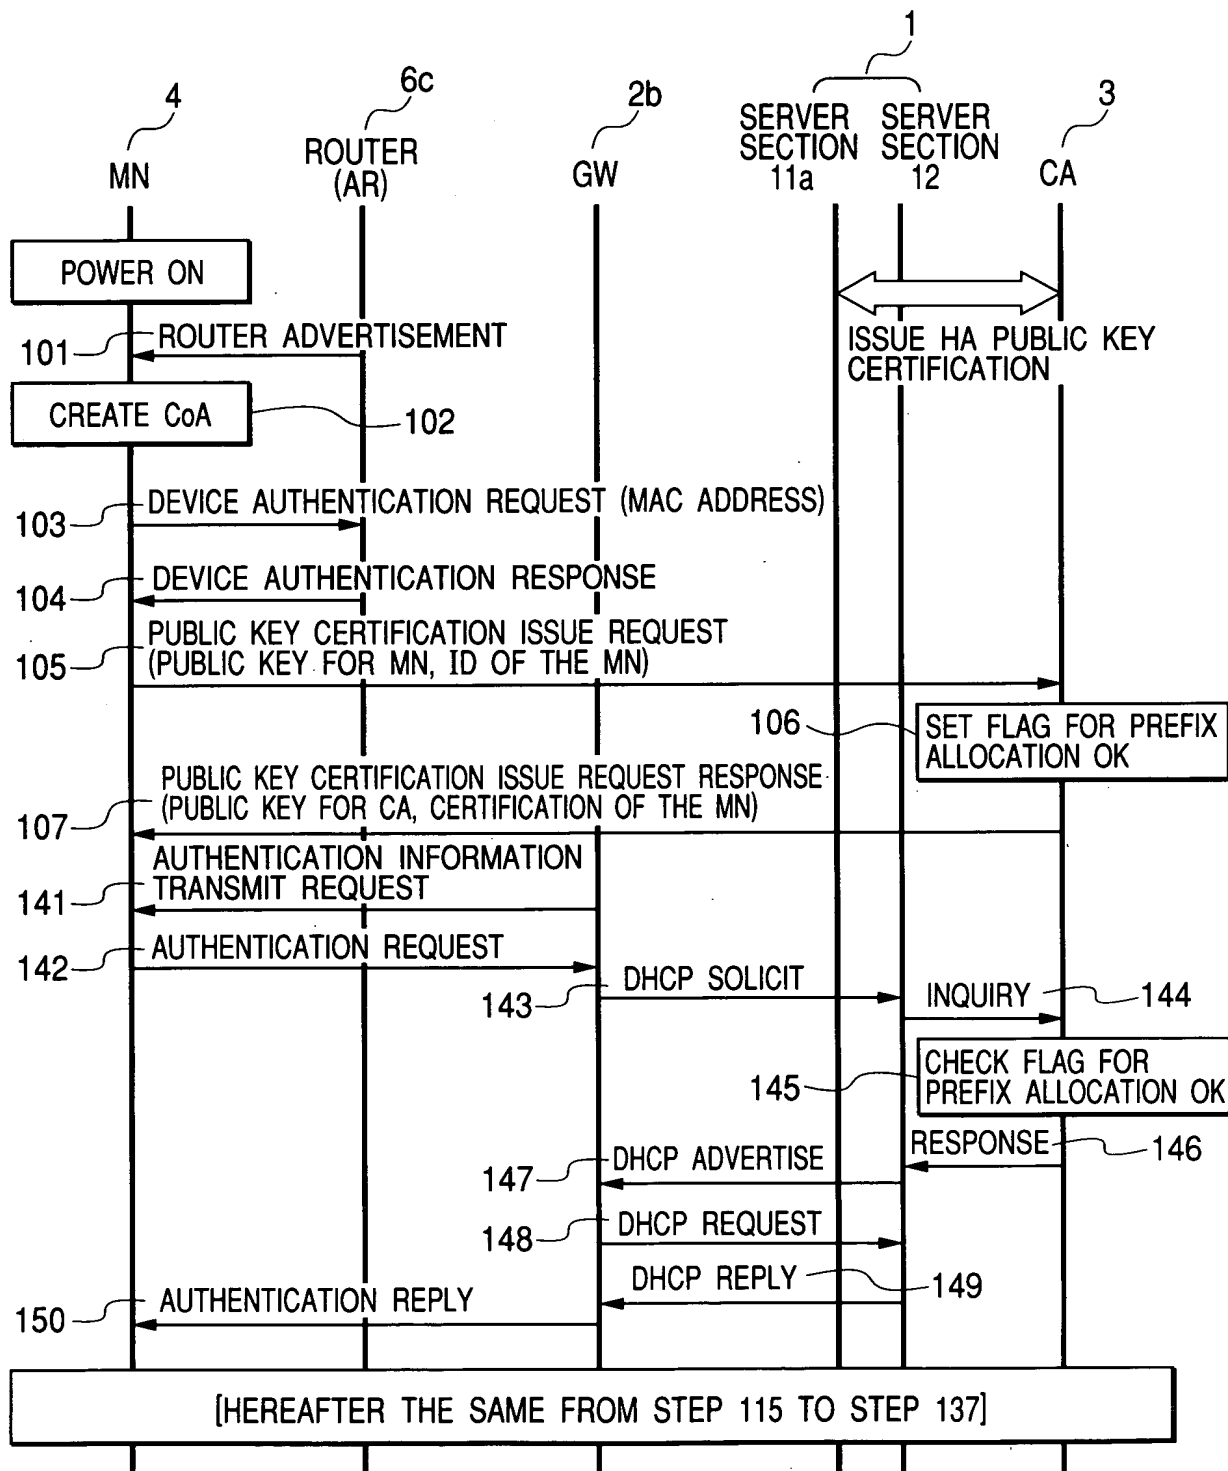 1
4
6c
2b
3
MN
ROUTER
(AR)
GW
SERVER
SECTION
11a
SERVER
SECTION
12
CA
POWER ON
ISSUE HA PUBLIC KEY
CERTIFICATION
101
ROUTER ADVERTISEMENT
CREATE CoA
102
103
DEVICE AUTHENTICATION REQUEST (MAC ADDRESS)
104
DEVICE AUTHENTICATION RESPONSE
105
PUBLIC KEY CERTIFICATION ISSUE REQUEST
(PUBLIC KEY FOR MN, ID OF THE MN)
106
SET FLAG FOR PREFIX
ALLOCATION OK
107
PUBLIC KEY CERTIFICATION ISSUE REQUEST RESPONSE
(PUBLIC KEY FOR CA, CERTIFICATION OF THE MN)
141
AUTHENTICATION INFORMATION
TRANSMIT REQUEST
142
AUTHENTICATION REQUEST
143
DHCP SOLICIT
INQUIRY
144
145
CHECK FLAG FOR
PREFIX ALLOCATION OK
RESPONSE
146
147
DHCP ADVERTISE
148
DHCP REQUEST
DHCP REPLY
149
150
AUTHENTICATION REPLY
[HEREAFTER THE SAME FROM STEP 115 TO STEP 137]